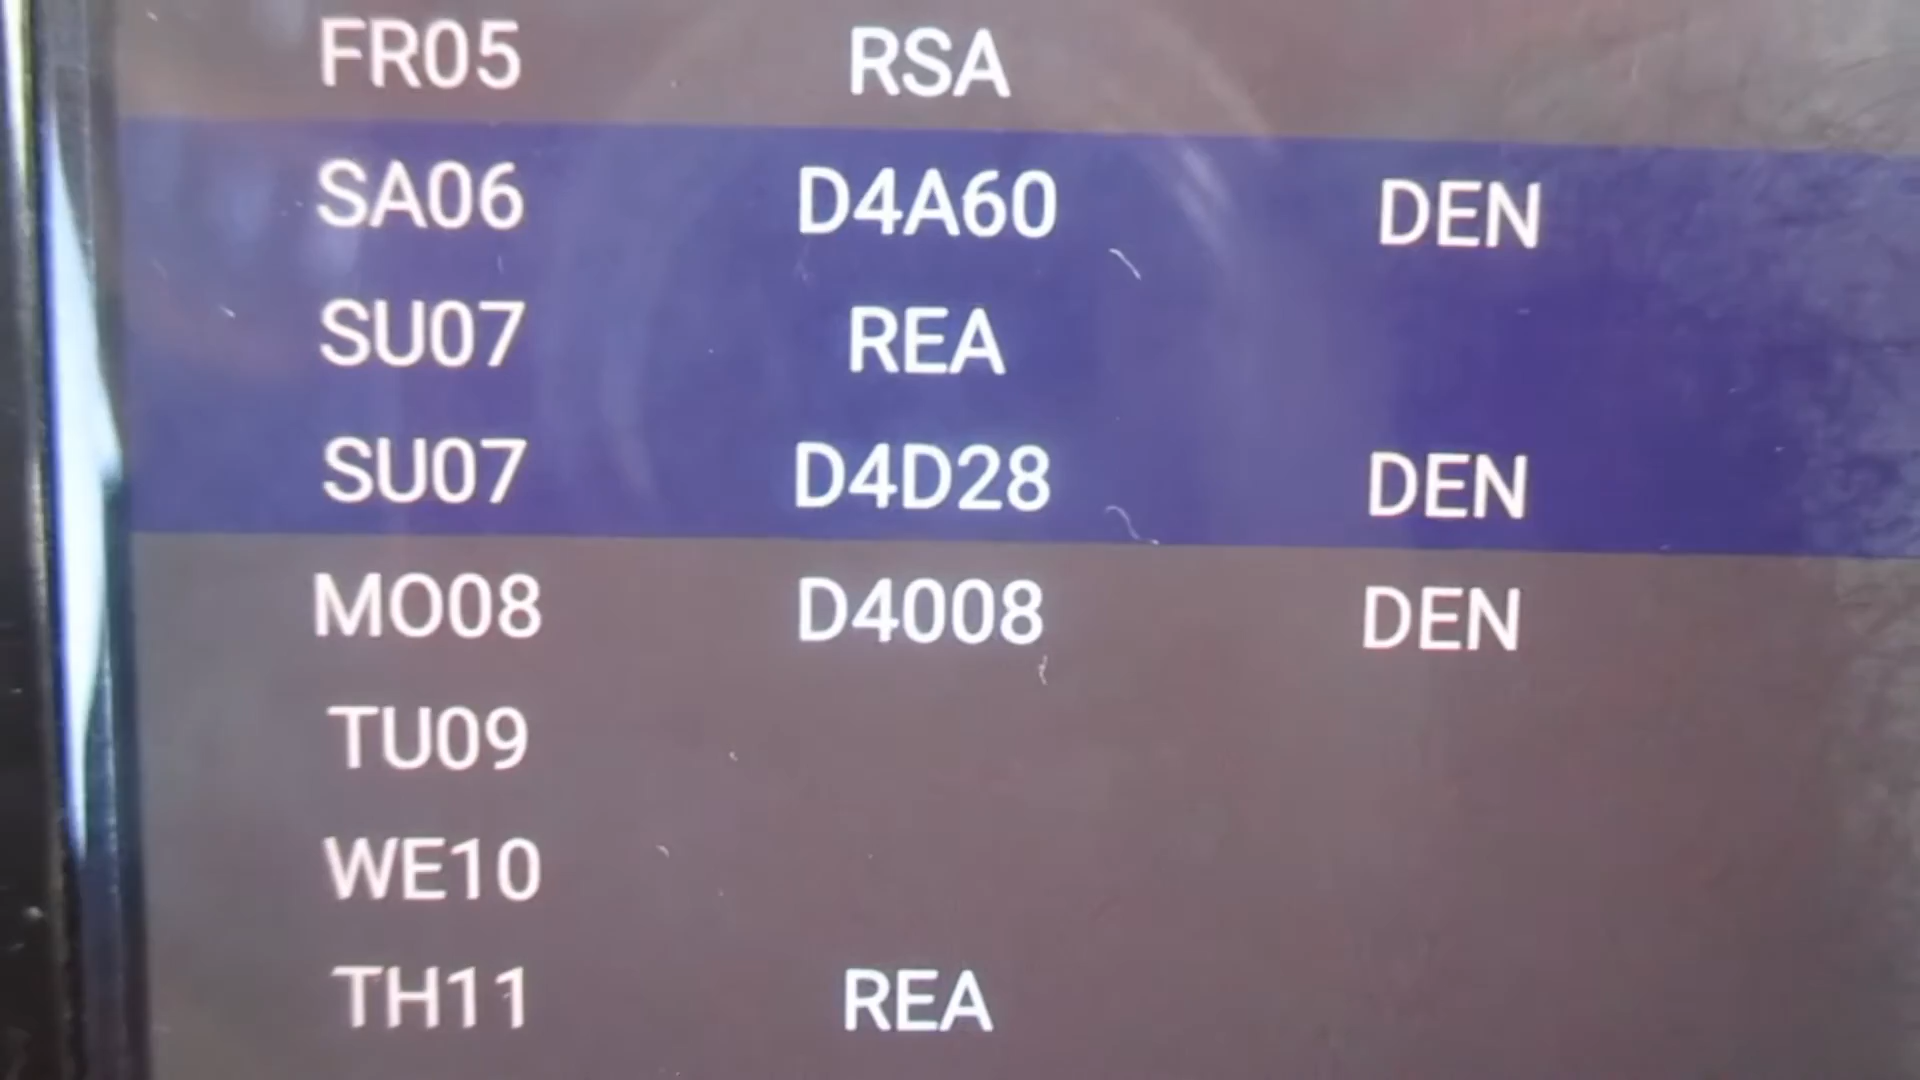 FR05 RSA
SA06 D4A60 DEN
SU07 REA
SU07 D4D28 DEN
MO08 D4008 DEN
TU09
WE10
TH11 REA